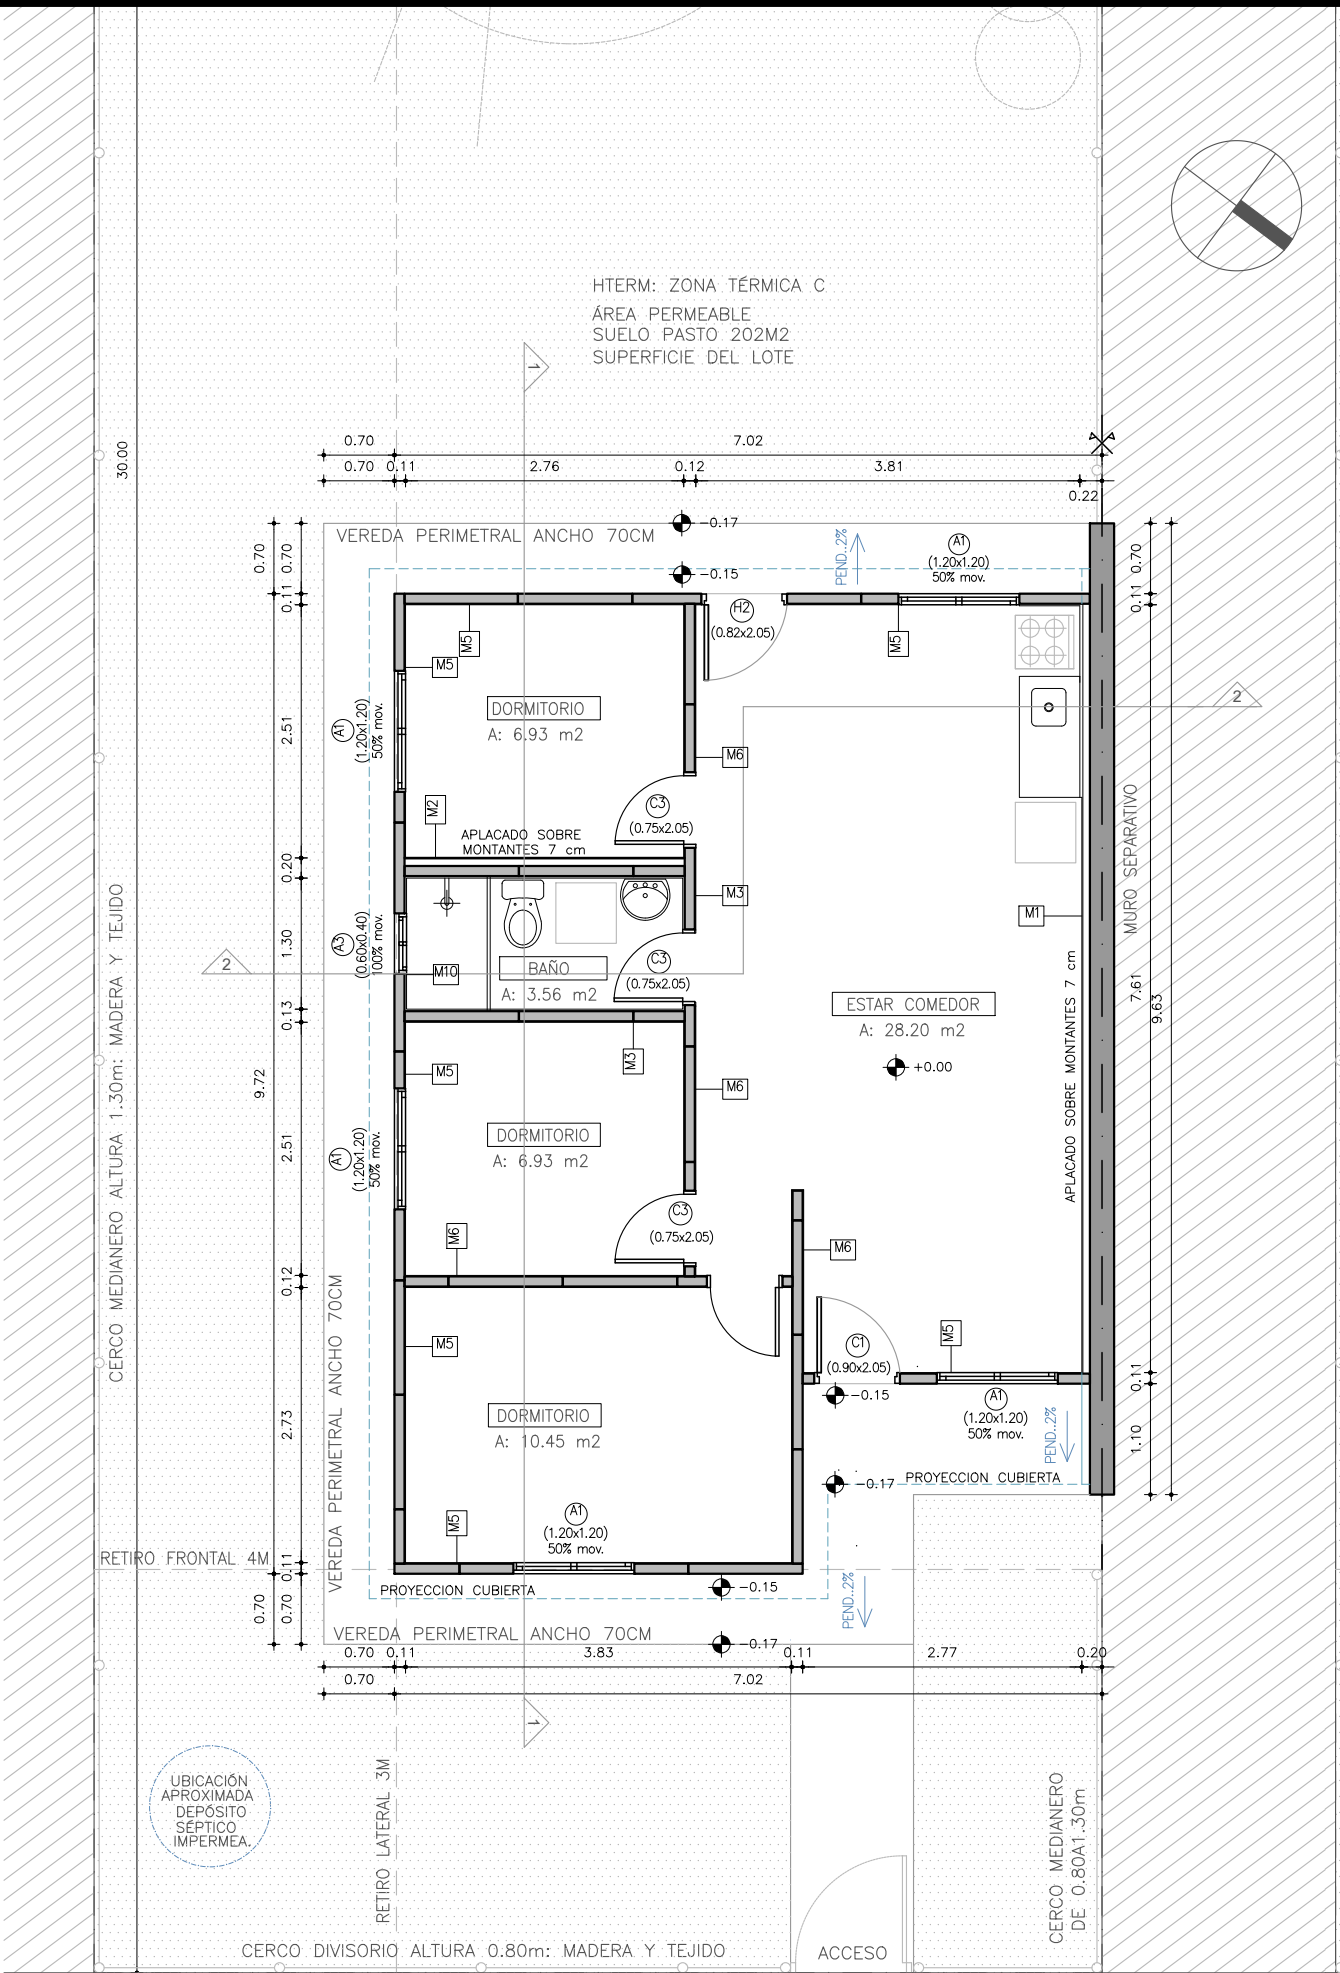 HTERM: ZONA TÉRMICA C
ÁREA PERMEABLE
SUELO PASTO 202M2
SUPERFICIE DEL LOTE
1
30.00
0.70
7.02
0.70
0.11
2.76
0.12
3.81
0.22
VEREDA PERIMETRAL ANCHO 70CM
-0.17
-0.15
PEND..2%
A1
(1.20x1.20)
50% mov.
0.70
0.70
0.11
0.70
0.11
H2
(0.82x2.05)
M5
M5
M5
DORMITORIO
A: 6.93 m2
A1
(1.20x1.20)
50% mov.
2.51
M6
2
M2
C3
(0.75x2.05)
APLACADO SOBRE
MONTANTES 7 cm
0.20
M3
MURO SEPARATIVO
M1
CERCO MEDIANERO ALTURA 1.30m: MADERA Y TEJIDO
1.30
A3
(0.60x0.40)
100% mov.
2
M10
BAÑO
A: 3.56 m2
C3
(0.75x2.05)
0.13
ESTAR COMEDOR
A: 28.20 m2
+0.00
APLACADO SOBRE MONTANTES 7 cm
7.61
9.63
M3
M5
M6
9.72
2.51
A1
(1.20x1.20)
50% mov.
DORMITORIO
A: 6.93 m2
M6
C3
(0.75x2.05)
M6
0.12
VEREDA PERIMETRAL ANCHO 70CM
M5
C1
(0.90x2.05)
M5
0.11
-0.15
A1
(1.20x1.20)
50% mov.
PEND..2%
1.10
2.73
DORMITORIO
A: 10.45 m2
-0.17
PROYECCION CUBIERTA
M5
A1
(1.20x1.20)
50% mov.
RETIRO FRONTAL 4M
0.11
PROYECCION CUBIERTA
-0.15
PEND..2%
0.70
0.70
VEREDA PERIMETRAL ANCHO 70CM
-0.17
0.70
0.11
3.83
0.11
2.77
0.20
0.70
7.02
1
UBICACIÓN
APROXIMADA
DEPÓSITO
SÉPTICO
IMPERMEA.
RETIRO LATERAL 3M
CERCO MEDIANERO
DE 0.80A1.30m
CERCO DIVISORIO ALTURA 0.80m: MADERA Y TEJIDO
ACCESO